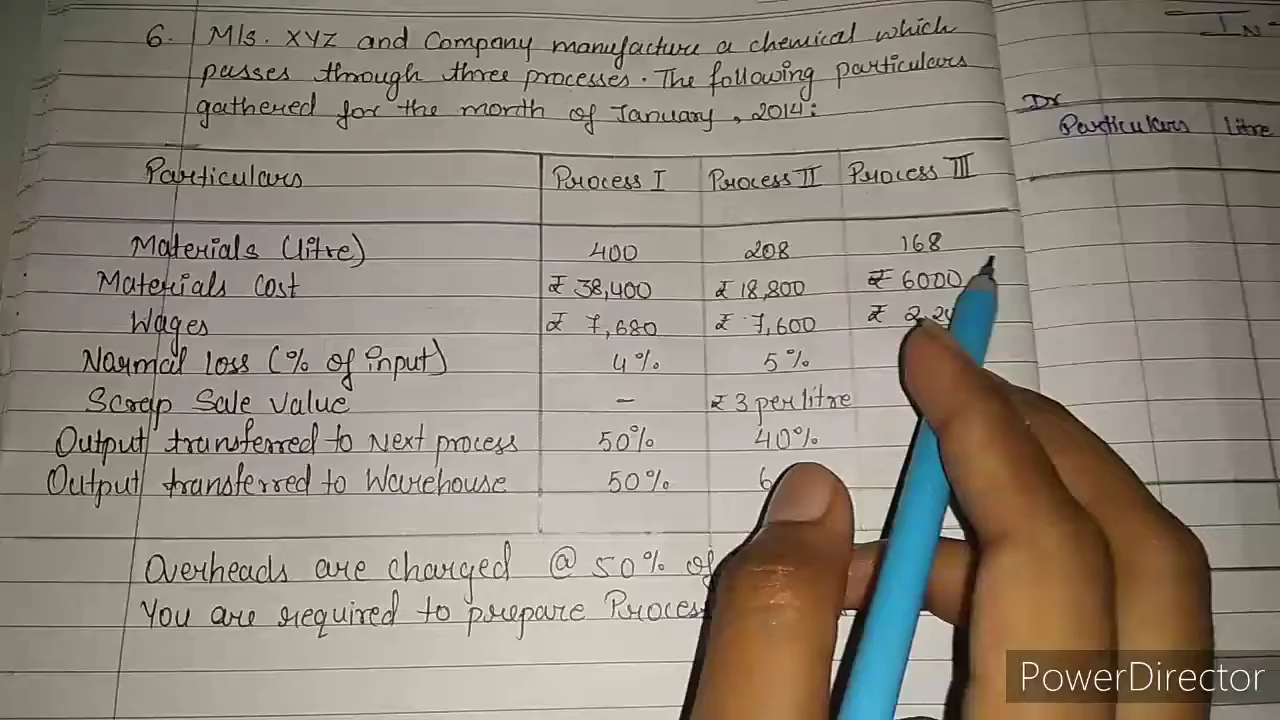 6. M/s. XYZ and Company manufacture a chemical which
passes through three processes. The following particulars
gathered for the month of January, 2014:
Particulars Process I Process II Process III
Materials (litre) 400 208 168
Materials Cost ₹ 38,400 ₹ 18,800 ₹ 6000
Wages ₹ 7,680 ₹ 7,600 ₹
Normal loss (% of input) 4% 5%
Scrap Sale value - ₹ 3 per litre
Output transferred to Next process 50% 40%
Output transferred to Warehouse 50% 6
Overheads are charged @ 50% of
You are required to prepare
Dr
Particulars Litre
PowerDirector